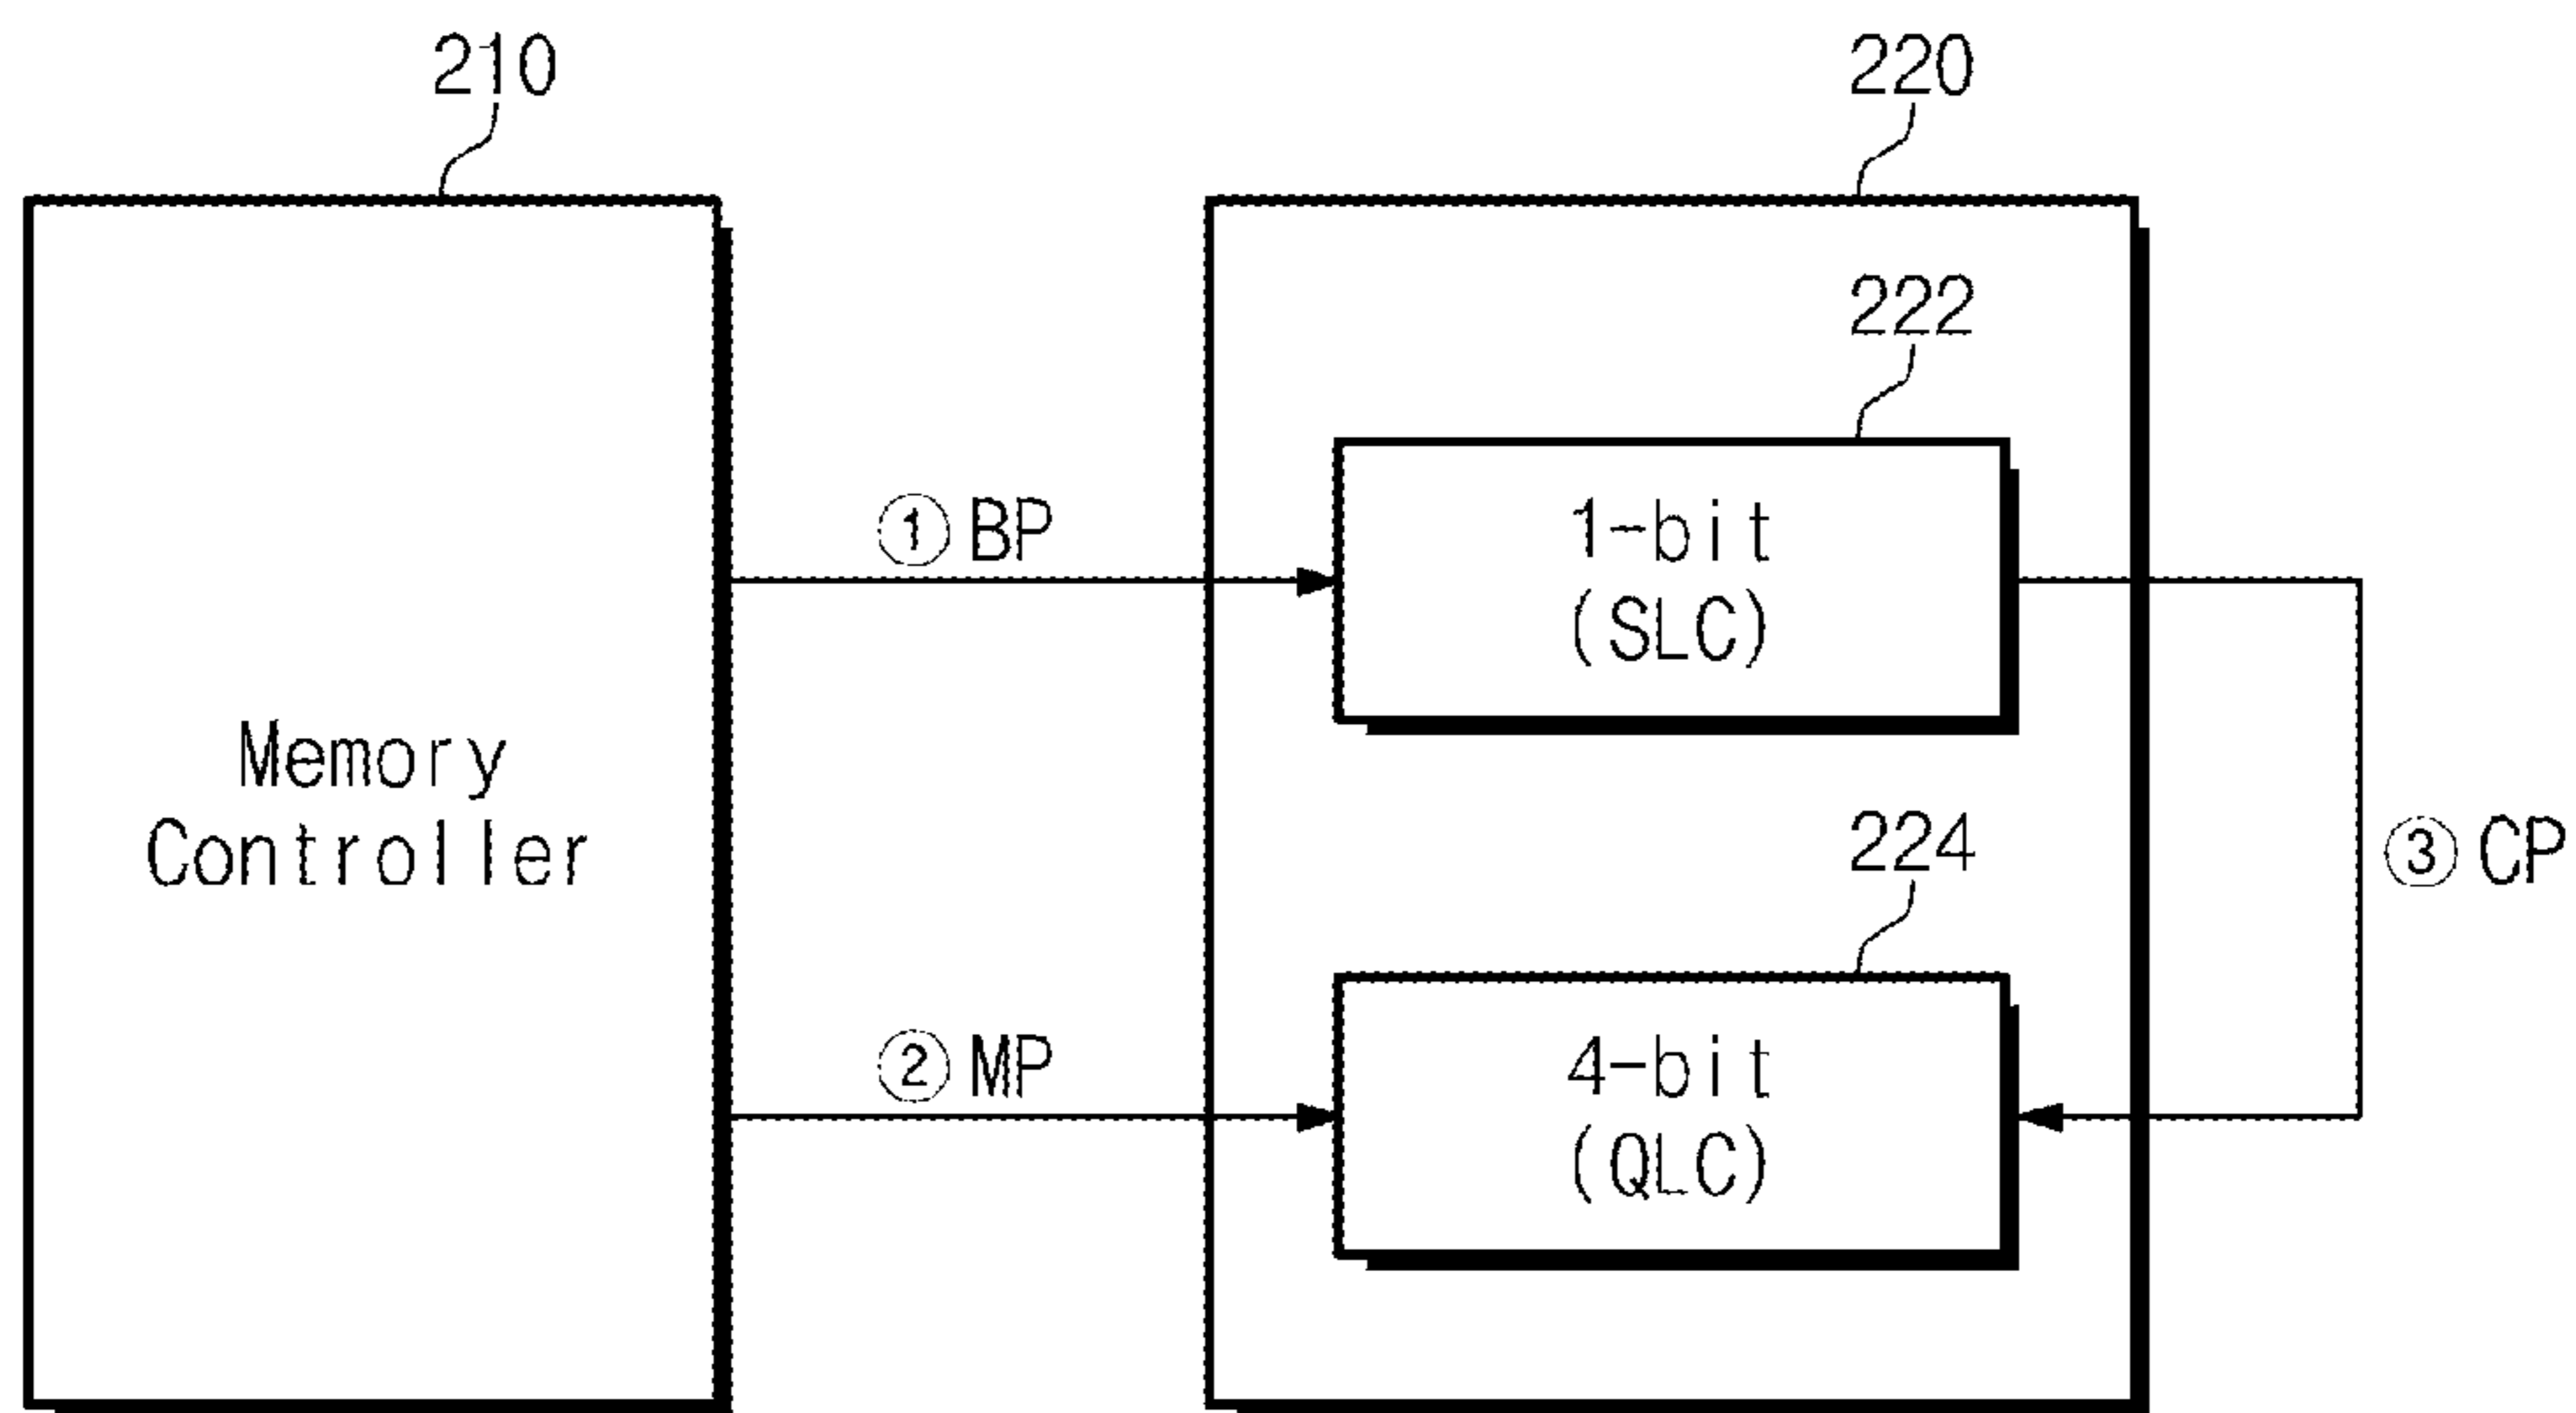 210
220
222
① BP
1-bit
(SLC)
Memory
Controller
③ CP
224
② MP
4-bit
(QLC)